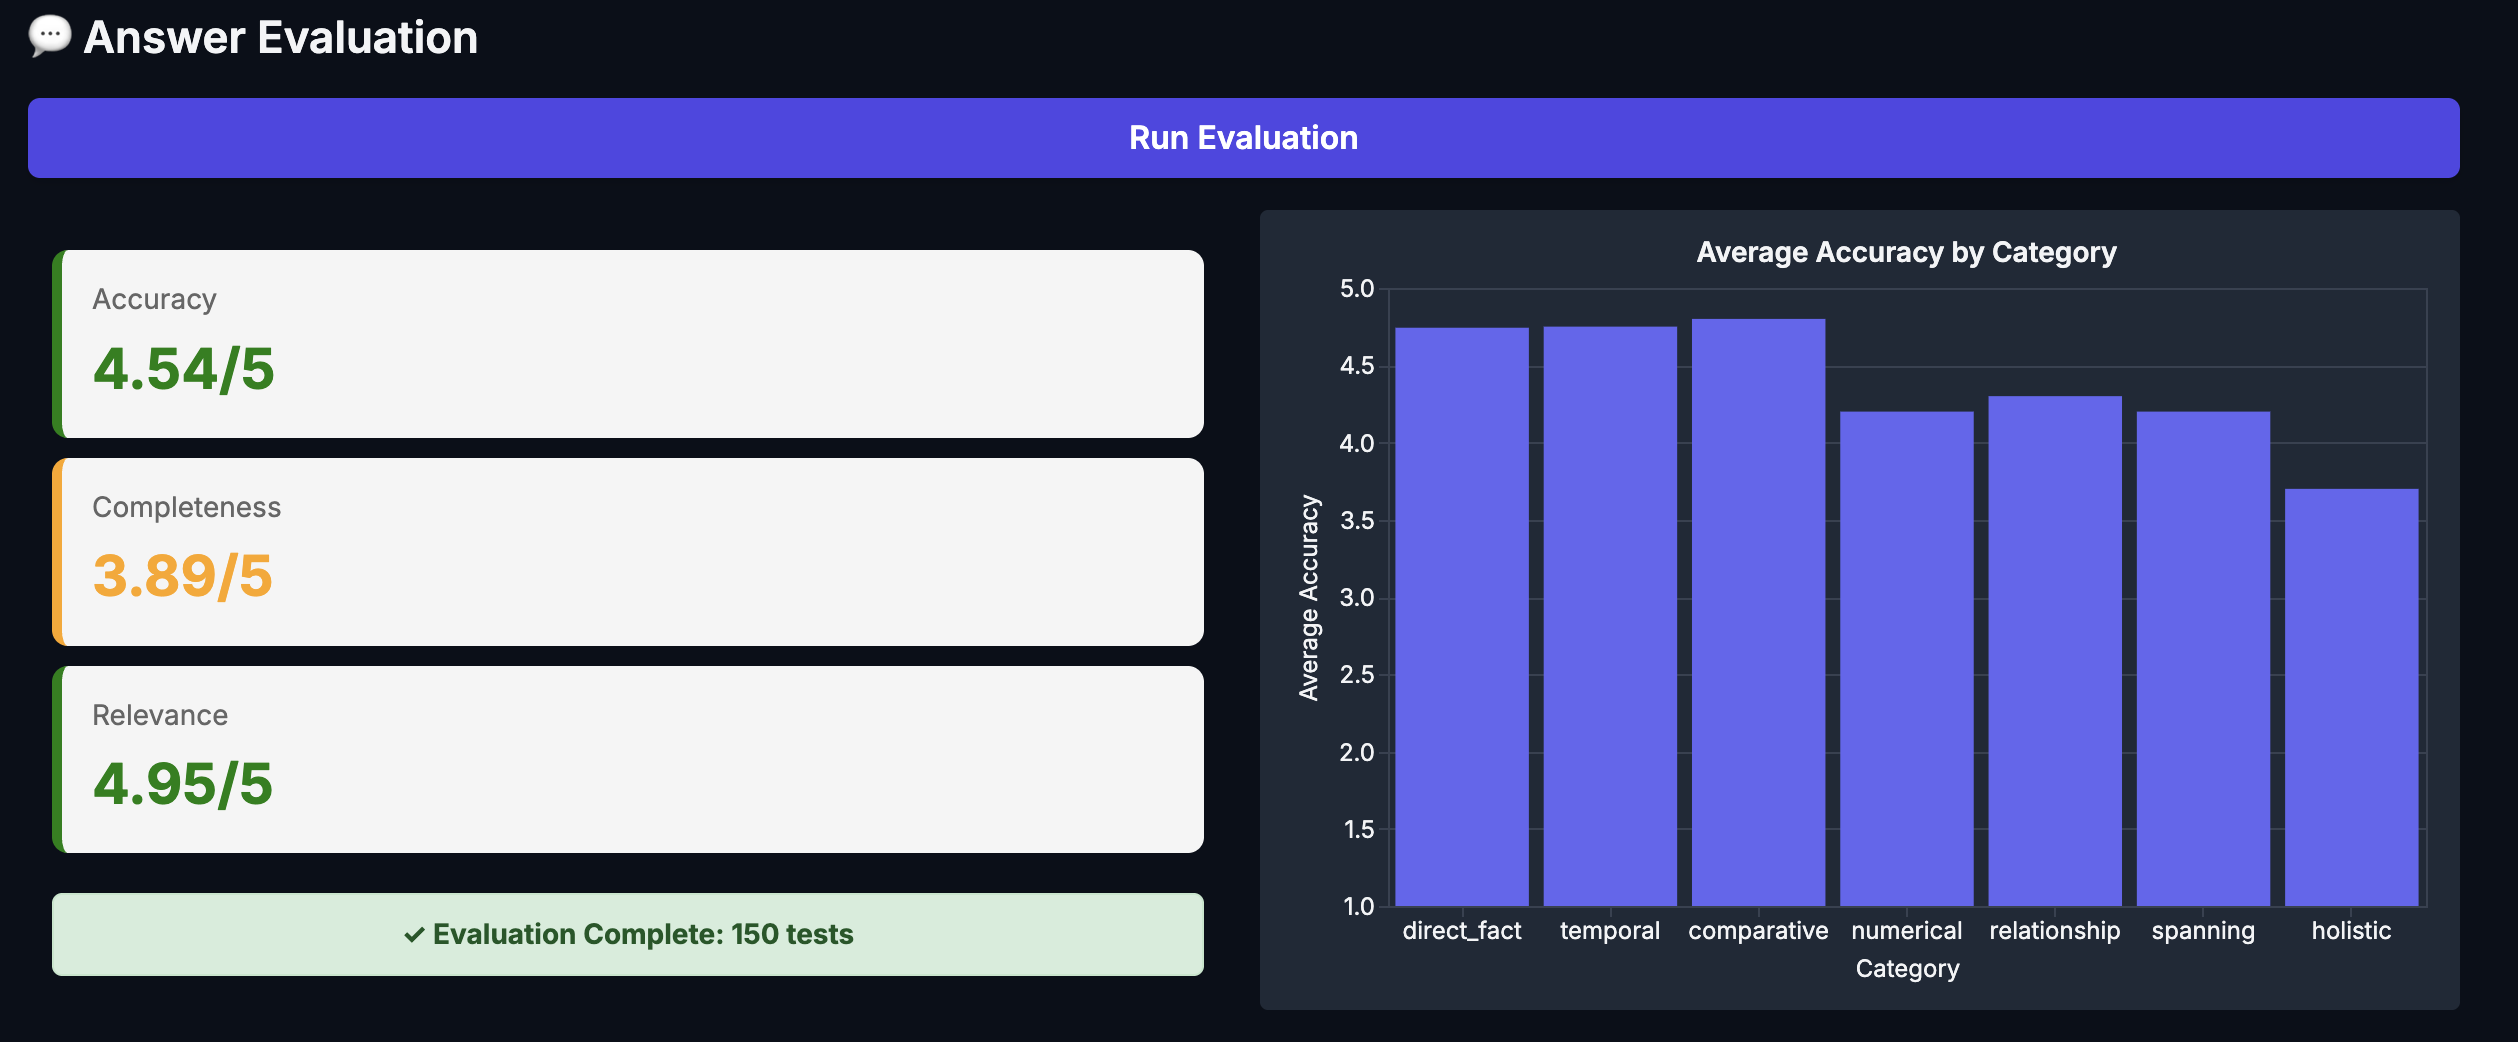 💬 Answer Evaluation
Run Evaluation
Accuracy
4.54/5
Completeness
3.89/5
Relevance
4.95/5
✓ Evaluation Complete: 150 tests
Average Accuracy by Category
Average Accuracy
5.0
4.5
4.0
3.5
3.0
2.5
2.0
1.5
1.0
direct_fact temporal comparative numerical relationship spanning holistic
Category